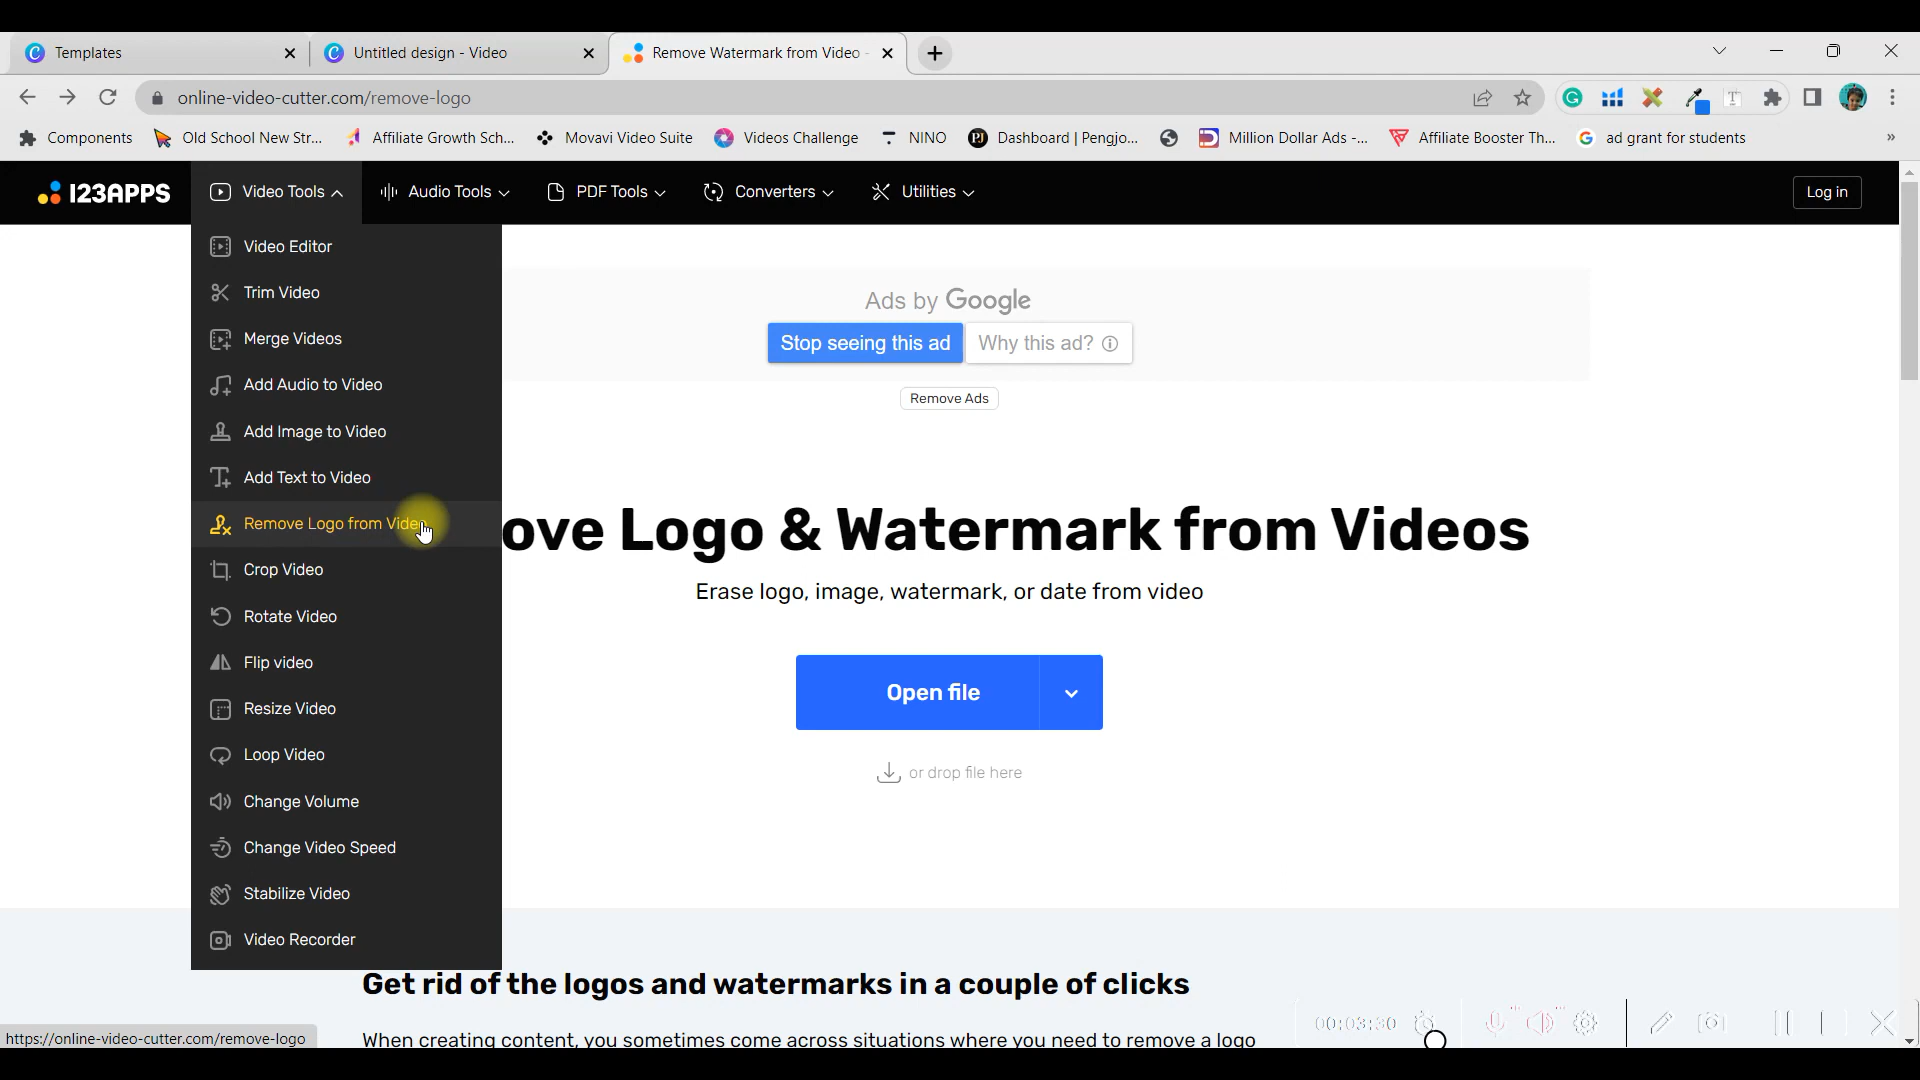 Templates
Untitled design - Video
Remove Watermark from Video -
online-video-cutter.com/remove-logo
Components
Old School New Str...
Affiliate Growth Sch...
Movavi Video Suite
Videos Challenge
NINO
Dashboard | Pengjo...
Million Dollar Ads -...
Affiliate Booster Th...
ad grant for students
123APPS
Video Tools
Audio Tools
PDF Tools
Converters
Utilities
Log in
Video Editor
Trim Video
Merge Videos
Add Audio to Video
Add Image to Video
Add Text to Video
Remove Logo from Video
Crop Video
Rotate Video
Flip video
Resize Video
Loop Video
Change Volume
Change Video Speed
Stabilize Video
Video Recorder
Ads by Google
Stop seeing this ad
Why this ad?
Remove Ads
ove Logo & Watermark from Videos
Erase logo, image, watermark, or date from video
Open file
or drop file here
Get rid of the logos and watermarks in a couple of clicks
When creating content, you sometimes come across situations where you need to remove a logo
https://online-video-cutter.com/remove-logo
00:03:30